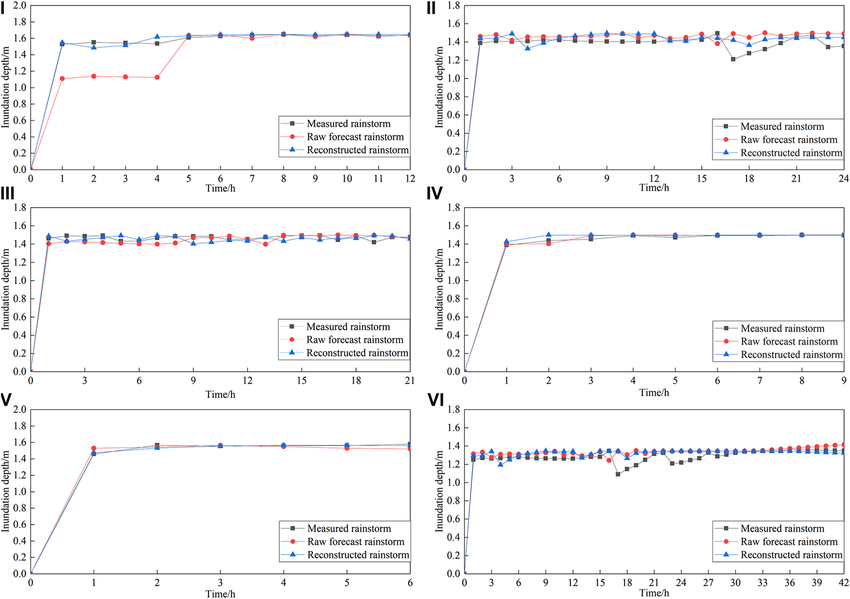 I
Inundation depth/m
2.0
1.8
1.6
1.4
1.2
1.0
0.8
0.6
0.4
0.2
0.0
Measured rainstorm
Raw forecast rainstorm
Reconstructed rainstorm
0 1 2 3 4 5 6 7 8 9 10 11 12
Time/h
II
Inundation depth/m
1.8
1.6
1.4
1.2
1.0
0.8
0.6
0.4
0.2
0.0
Measured rainstorm
Raw forecast rainstorm
Reconstructed rainstorm
0 3 6 9 12 15 18 21 24
Time/h
III
Inundation depth/m
1.8
1.6
1.4
1.2
1.0
0.8
0.6
0.4
0.2
0.0
Measured rainstorm
Raw forecast rainstorm
Reconstructed rainstorm
0 3 6 9 12 15 18 21
Time/h
IV
Inundation depth/m
1.8
1.6
1.4
1.2
1.0
0.8
0.6
0.4
0.2
0.0
Measured rainstorm
Raw forecast rainstorm
Reconstructed rainstorm
0 1 2 3 4 5 6 7 8 9
Time/h
V
Inundation depth/m
2.0
1.8
1.6
1.4
1.2
1.0
0.8
0.6
0.4
0.2
0.0
Measured rainstorm
Raw forecast rainstorm
Reconstructed rainstorm
0 1 2 3 4 5 6
Time/h
VI
Inundation depth/m
1.8
1.6
1.4
1.2
1.0
0.8
0.6
0.4
0.2
0.0
Measured rainstorm
Raw forecast rainstorm
Reconstructed rainstorm
0 3 6 9 12 15 18 21 24 27 30 33 36 39 42
Time/h